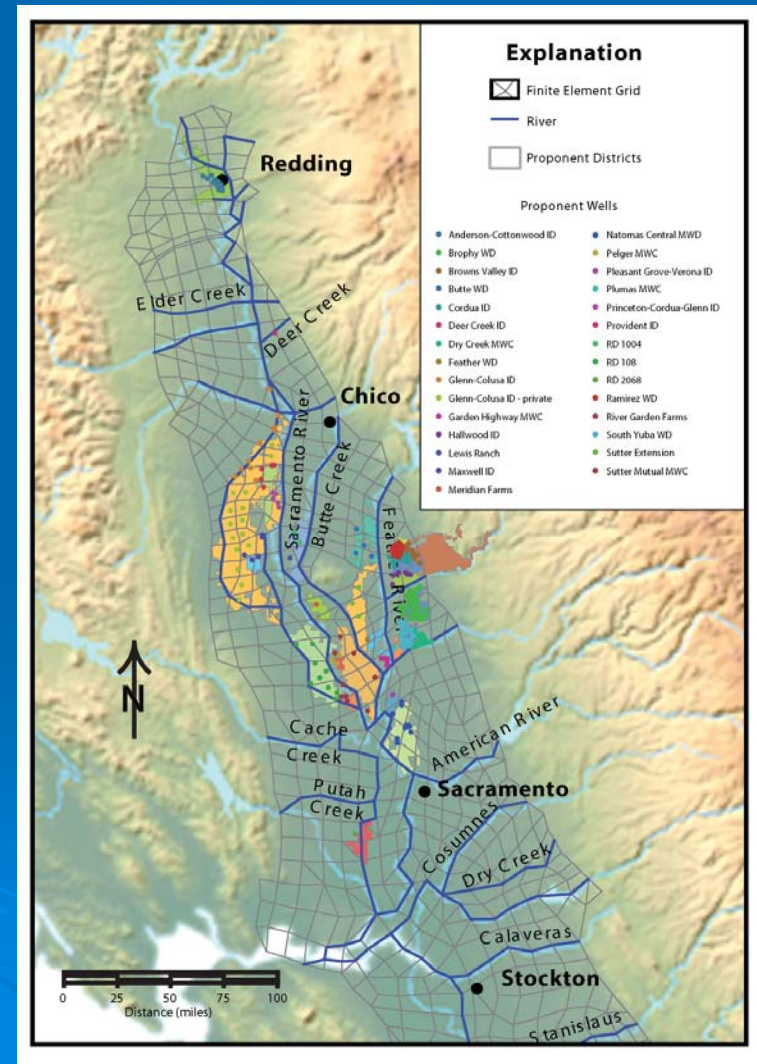 Explanation
Finite Element Grid
River
Proponent Districts
Proponent Wells
Anderson-Cottonwood ID
Brophy WD
Browns Valley ID
Butte WD
Cordua ID
Deer Creek ID
Dry Creek MWC
Feather WD
Glenn-Colusa ID
Glenn-Colusa ID - private
Garden Highway MWC
Hallwood ID
Lewis Ranch
Maxwell ID
Meridian Farms
Natomas Central MWD
Pelger MWC
Pleasant Grove-Verona ID
Plumas MWC
Princeton-Cordua-Glenn ID
Provident ID
RD 1004
RD 108
RD 2068
Ramirez WD
River Garden Farms
South Yuba WD
Sutter Extension
Sutter Mutual MWC
Redding
Elder Creek
Deer Creek
Chico
Sacramento River
Butte Creek
Feather River
N
Cache
Creek
Putah
Creek
American River
Sacramento
Cosumnes
Dry Creek
Calaveras
Stockton
Stanislaus
0 25 50 75 100
Distance (miles)